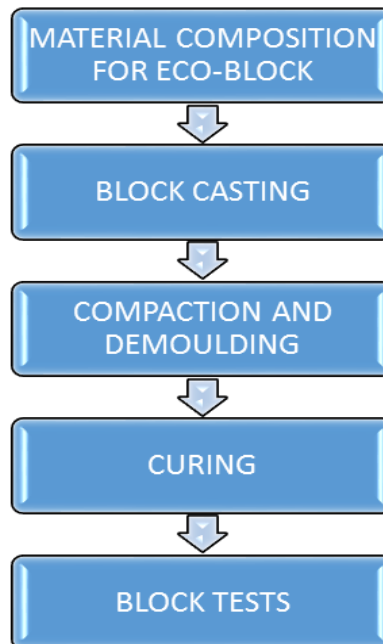 MATERIAL COMPOSITION
FOR ECO-BLOCK
BLOCK CASTING
COMPACTION AND
DEMOULDING
CURING
BLOCK TESTS